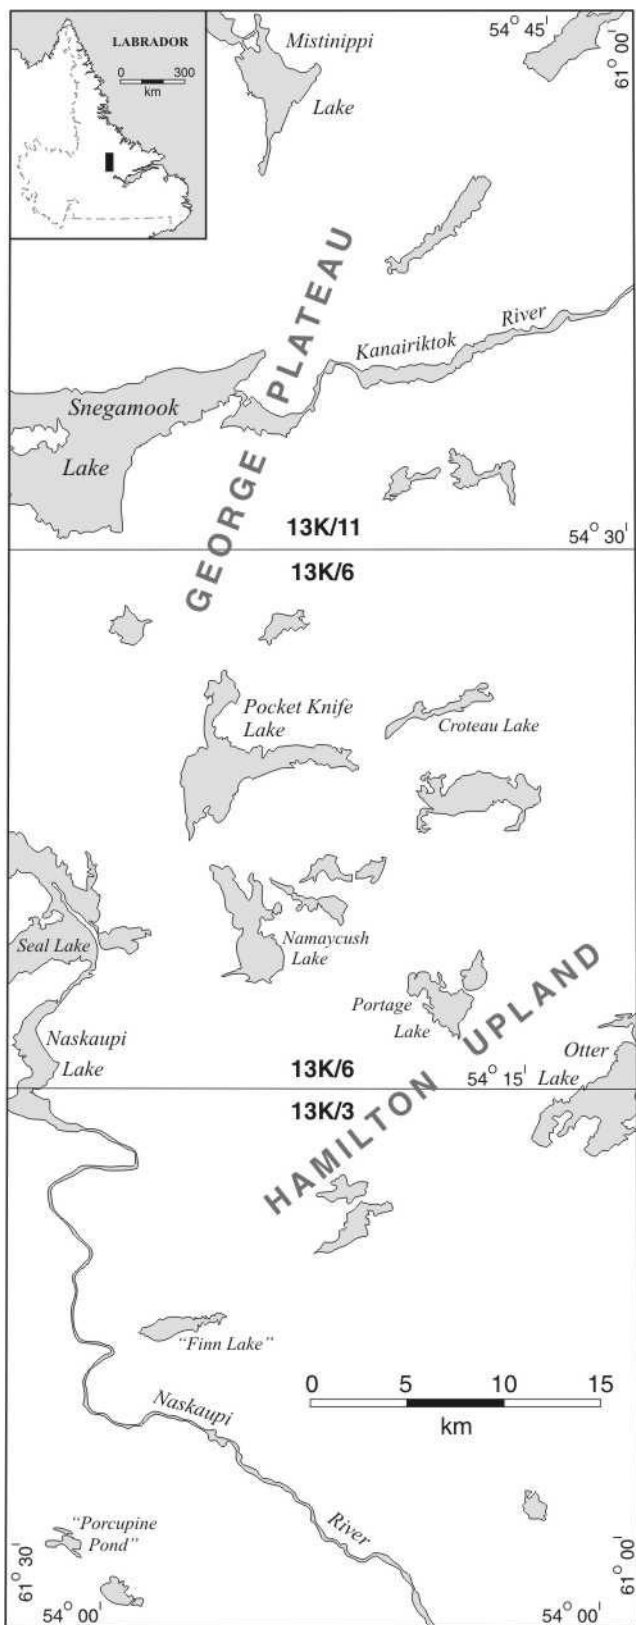 LABRADOR
0 300
km
Mistinippi
Lake
54° 45'
61° 00'
GEORGE PLATEAU
Kanairiktok River
Snegamook
Lake
13K/11
54° 30'
13K/6
Pocket Knife
Lake
Croteau Lake
Seal Lake
Namaycush
Lake
Portage
Lake
HAMILTON UPLAND
Naskaupi
Lake
Otter
Lake
13K/6
54° 15'
13K/3
"Finn Lake"
0 5 10 15
km
Naskaupi
River
"Porcupine
Pond"
61° 30'
54° 00'
54° 00'
61° 00'